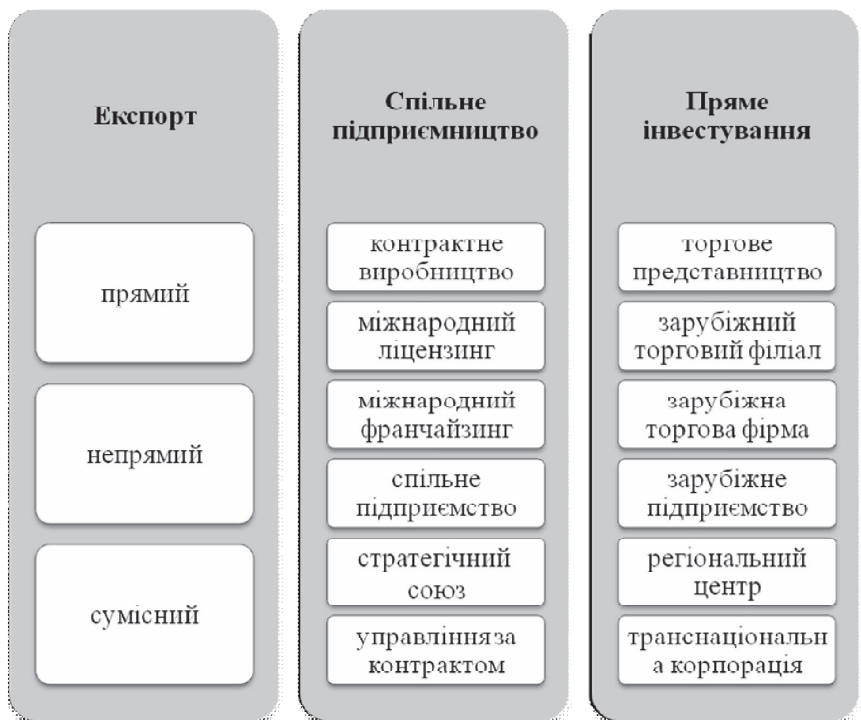 Експорт
прямий
непрямий
сумісний
Спільне
підприємництво
контрактне
виробництво
міжнародний
ліцензинг
міжнародний
франчайзинг
спільне
підприємство
стратегічний
союз
управління за
контрактом
Пряме
інвестування
торгове
представництво
зарубіжний
торговий філіал
зарубіжна
торгова фірма
зарубіжне
підприємство
регіональний
центр
транснаціональн
а корпорація